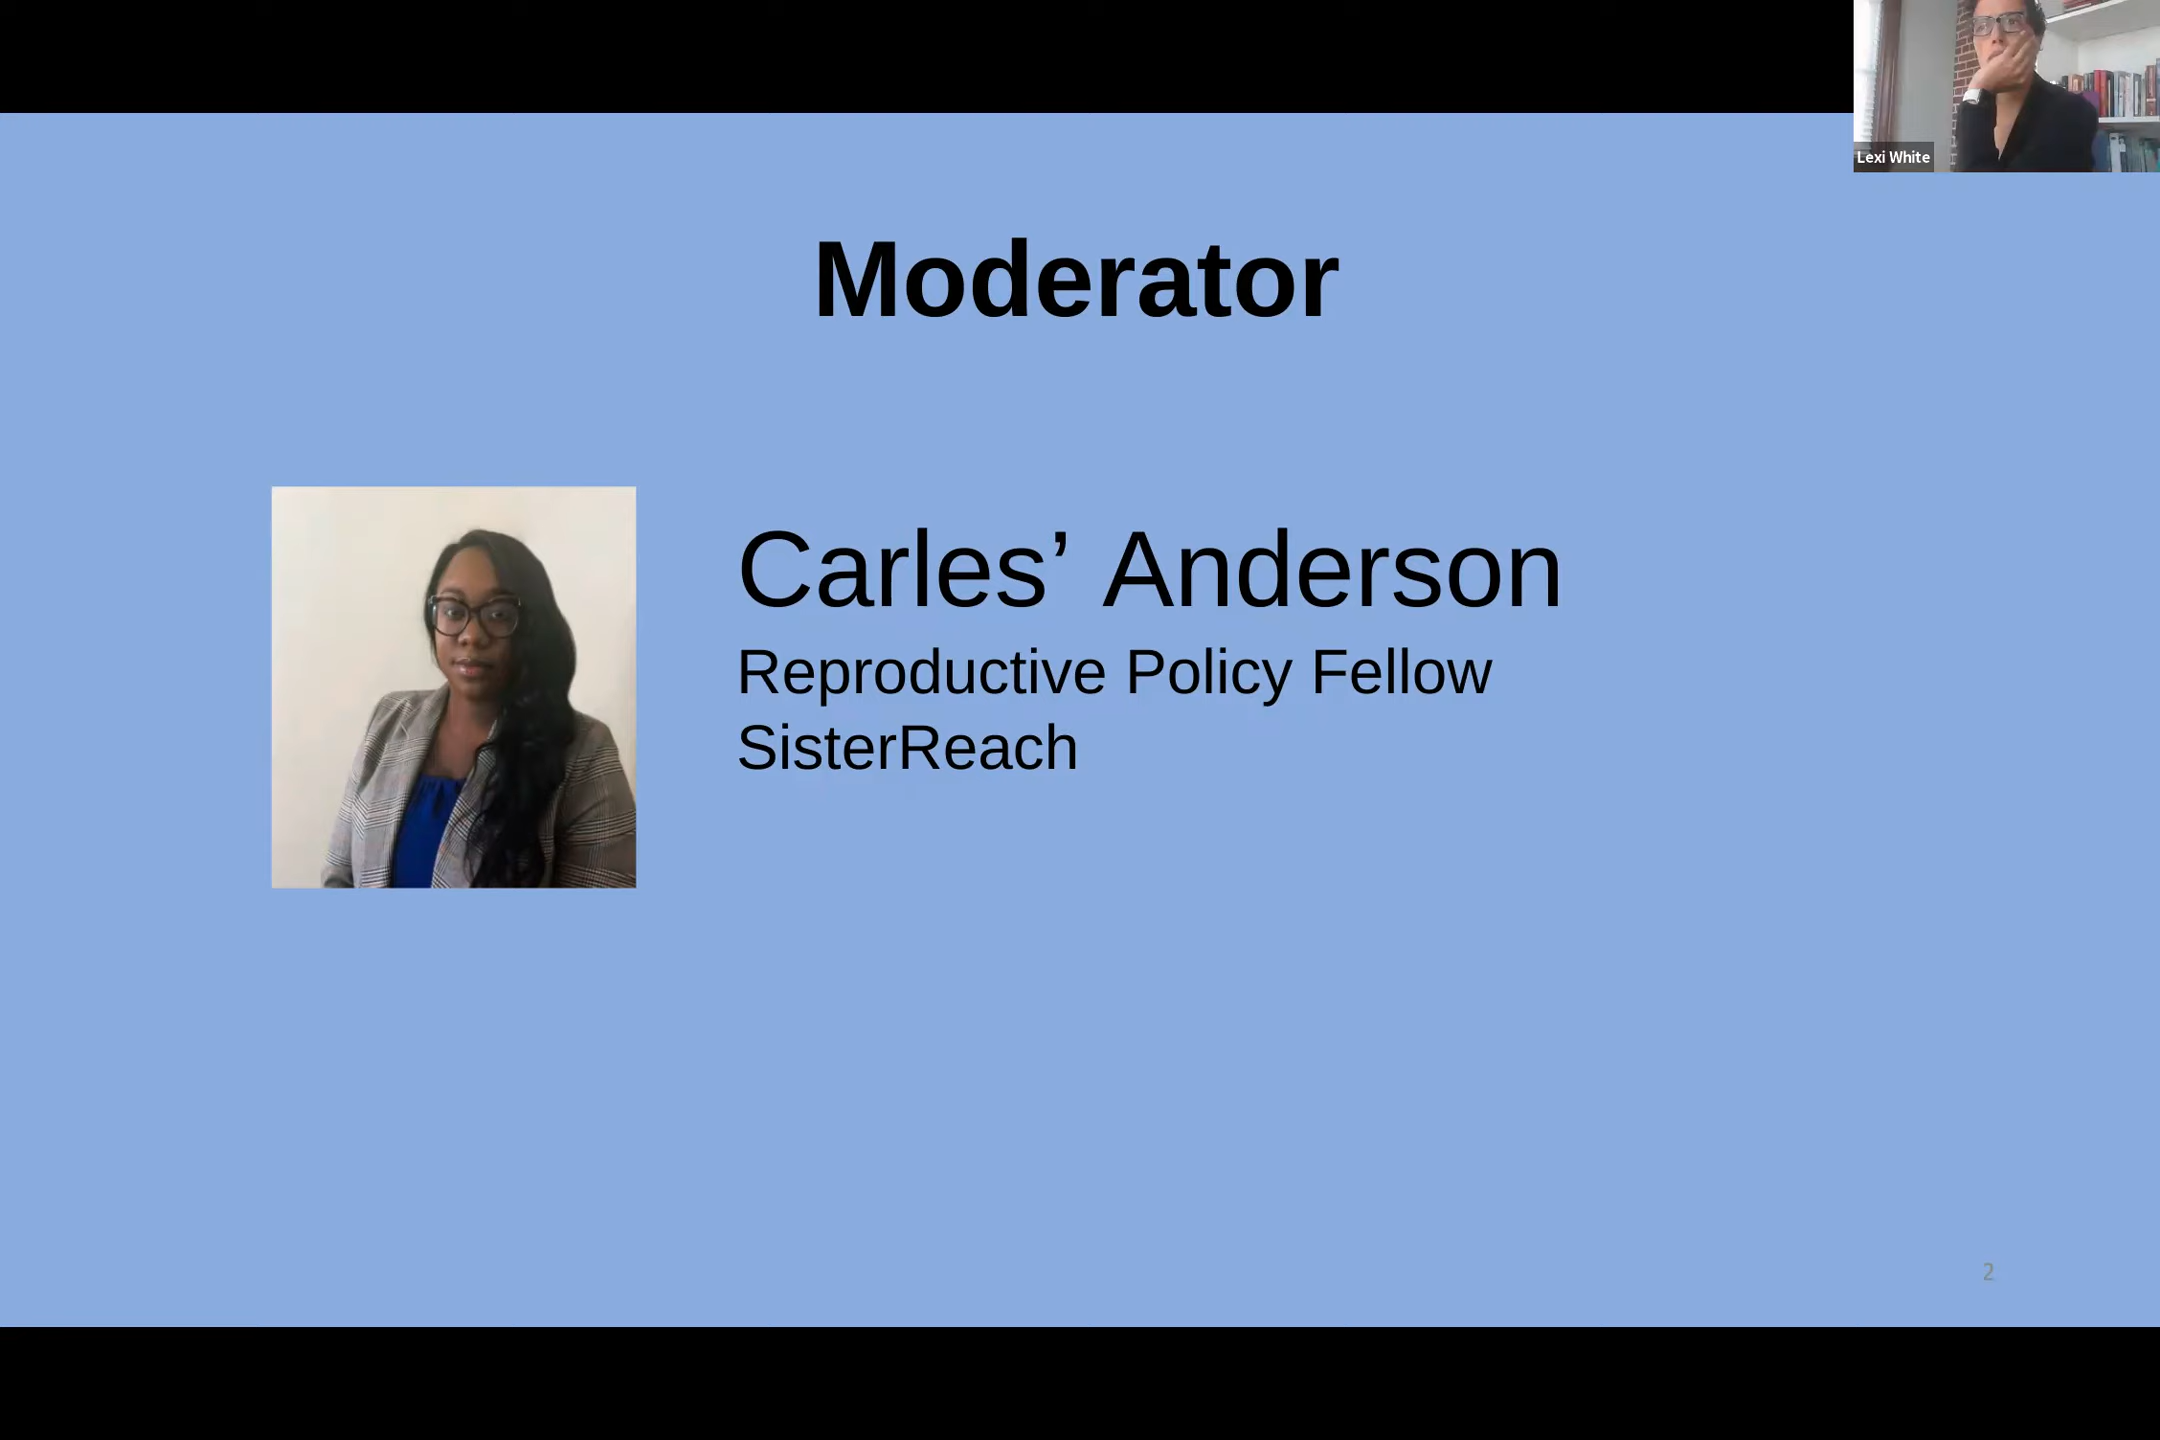 Lexi White
Moderator
Carles’ Anderson
Reproductive Policy Fellow
SisterReach
2